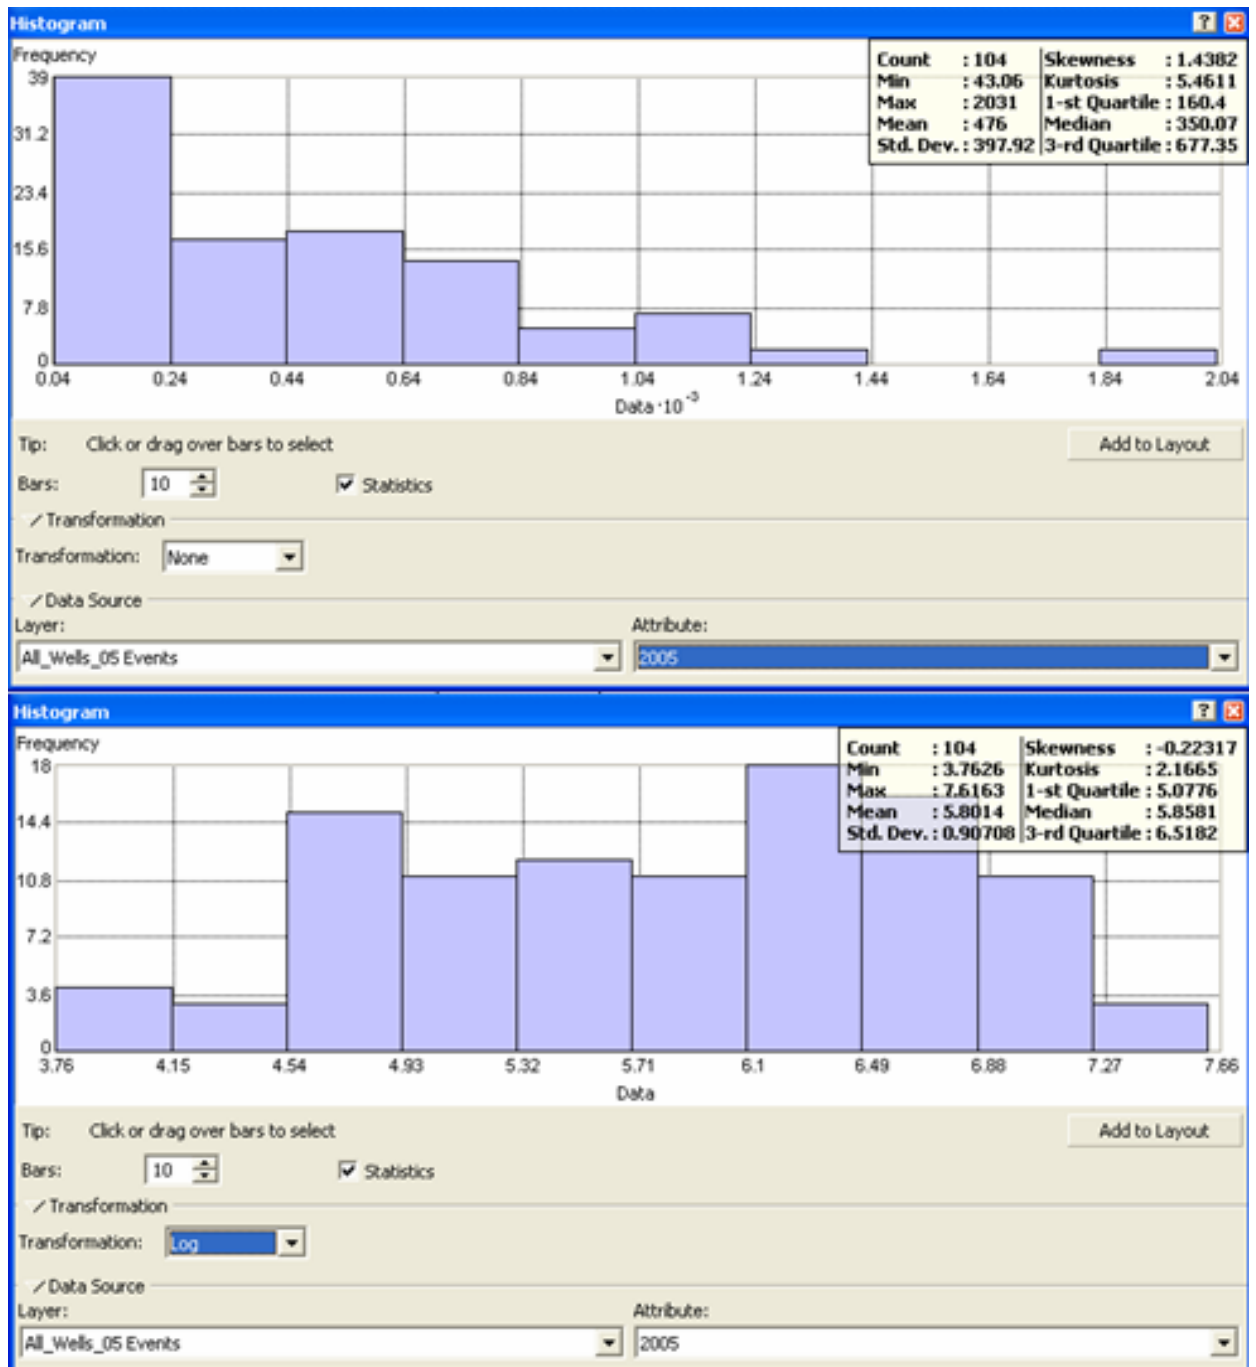 Histogram
Frequency
Count : 104 Skewness : 1.4382
Min : 43.06 Kurtosis : 5.4611
Max : 2031 1-st Quartile : 160.4
Mean : 476 Median : 350.07
Std. Dev. : 397.92 3-rd Quartile : 677.35
39
31.2
23.4
15.6
7.8
0
0.04 0.24 0.44 0.64 0.84 1.04 1.24 1.44 1.64 1.84 2.04
Data ·10⁻³
Tip: Click or drag over bars to select Add to Layout
Bars: 10 Statistics
Transformation
Transformation: None
Data Source
Layer: Attribute:
All_Wells_05 Events 2005
Histogram
Frequency
Count : 104 Skewness : -0.22317
Min : 3.7626 Kurtosis : 2.1665
Max : 7.6163 1-st Quartile : 5.0776
Mean : 5.8014 Median : 5.8581
Std. Dev. : 0.90708 3-rd Quartile : 6.5182
18
14.4
10.8
7.2
3.6
0
3.76 4.15 4.54 4.93 5.32 5.71 6.1 6.49 6.88 7.27 7.66
Data
Tip: Click or drag over bars to select Add to Layout
Bars: 10 Statistics
Transformation
Transformation: Log
Data Source
Layer: Attribute:
All_Wells_05 Events 2005